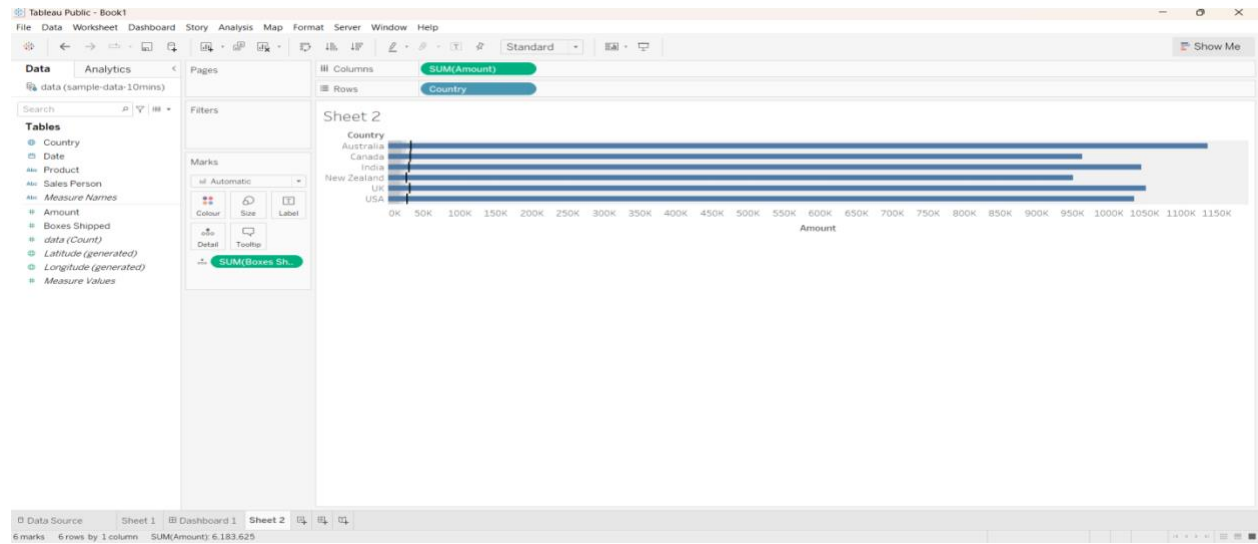 Tableau Public - Book1
File Data Worksheet Dashboard Story Analysis Map Format Server Window Help
Standard
Show Me
Data Analytics
data (sample-data-10mins)
Search
Tables
Country
Date
Abc Product
Abc Sales Person
Abc Measure Names
# Amount
# Boxes Shipped
# data (Count)
Latitude (generated)
Longitude (generated)
# Measure Values
Pages
Filters
Marks
Automatic
Colour Size Label
Detail Tooltip
SUM(Boxes Sh..
Columns SUM(Amount)
Rows Country
Sheet 2
Country
Australia
Canada
India
New Zealand
UK
USA
0K 50K 100K 150K 200K 250K 300K 350K 400K 450K 500K 550K 600K 650K 700K 750K 800K 850K 900K 950K 1000K 1050K 1100K 1150K
Amount
Data Source Sheet 1 Dashboard 1 Sheet 2
6 marks 6 rows by 1 column SUM(Amount): 6,183,625